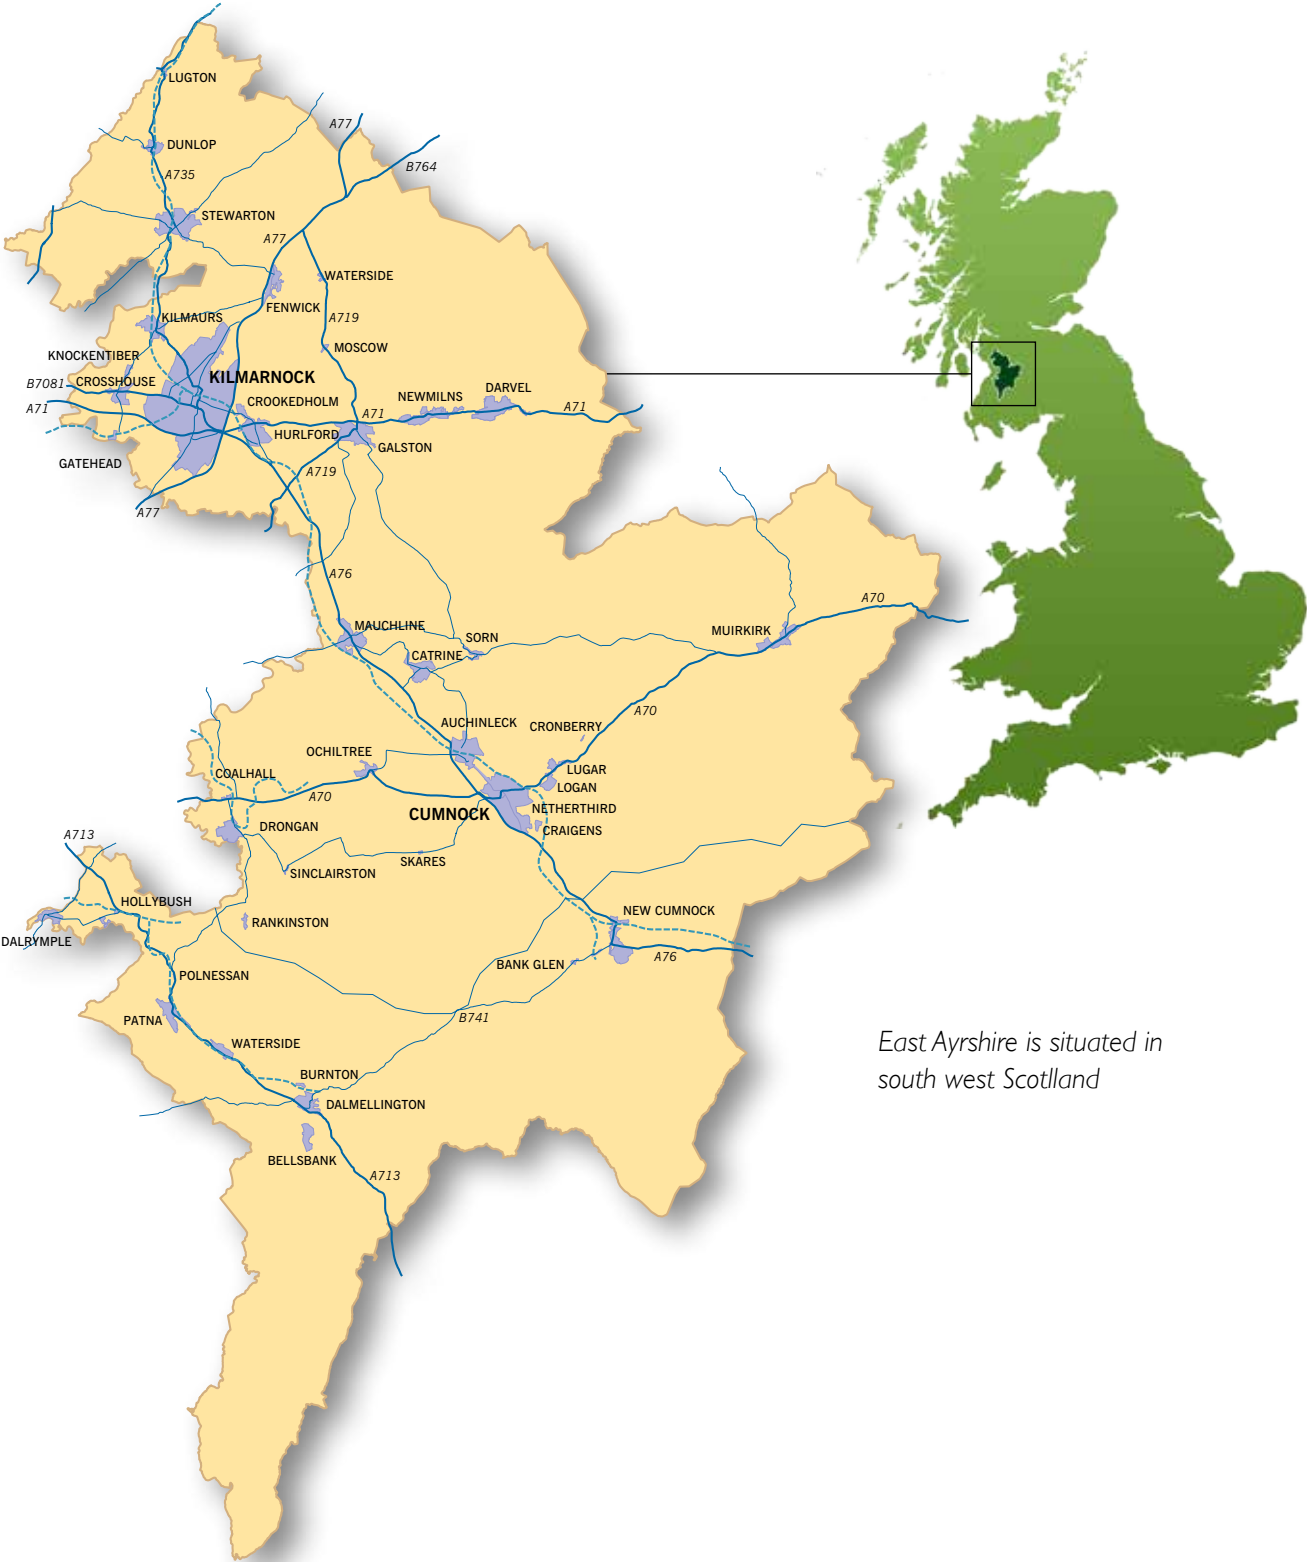 LUGTON
A77
DUNLOP
B764
A735
STEWARTON
A77
WATERSIDE
FENWICK
KILMAURS
A719
MOSCOW
KNOCKENTIBER
KILMARNOCK
B7081
CROSSHOUSE
DARVEL
NEWMILNS
CROOKEDHOLM
A71
A71
A71
HURLFORD
GALSTON
GATEHEAD
A719
A77
A76
A70
MAUCHLINE
MUIRKIRK
SORN
CATRINE
A70
AUCHINLECK
CRONBERRY
OCHILTREE
LUGAR
COALHALL
LOGAN
A70
NETHERTHIRD
CUMNOCK
DRONGAN
CRAIGENS
A713
SKARES
SINCLAIRSTON
HOLLYBUSH
NEW CUMNOCK
RANKINSTON
DALRYMPLE
A76
BANK GLEN
POLNESSAN
B741
PATNA
WATERSIDE
East Ayrshire is situated in
south west Scotlland
BURNTON
DALMELLINGTON
BELLSBANK
A713